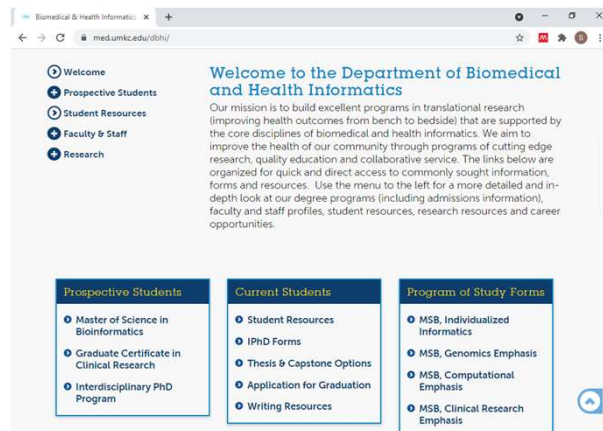 Biomedical & Health Informatic
med.umkc.edu/dbhi/
S
Welcome
Prospective Students
Student Resources
Faculty & Staff
Research
Welcome to the Department of Biomedical
and Health Informatics
Our mission is to build excellent programs in translational research
(improving health outcomes from bench to bedside) that are supported by
the core disciplines of biomedical and health informatics. We aim to
improve the health of our community through programs of cutting edge
research, quality education and collaborative service. The links below are
organized for quick and direct access to commonly sought information,
forms and resources. Use the menu to the left for a more detailed and in-
depth look at our degree programs (including admissions information),
faculty and staff profiles, student resources, research resources and career
opportunities.
Prospective Students
Master of Science in
Bioinformatics
Graduate Certificate in
Clinical Research
Interdisciplinary PhD
Program
Current Students
Student Resources
IPhD Forms
Thesis & Capstone Options
Application for Graduation
Writing Resources
Program of Study Forms
MSB, Individualized
Informatics
MSB, Genomics Emphasis
MSB, Computational
Emphasis
MSB, Clinical Research
Emphasis